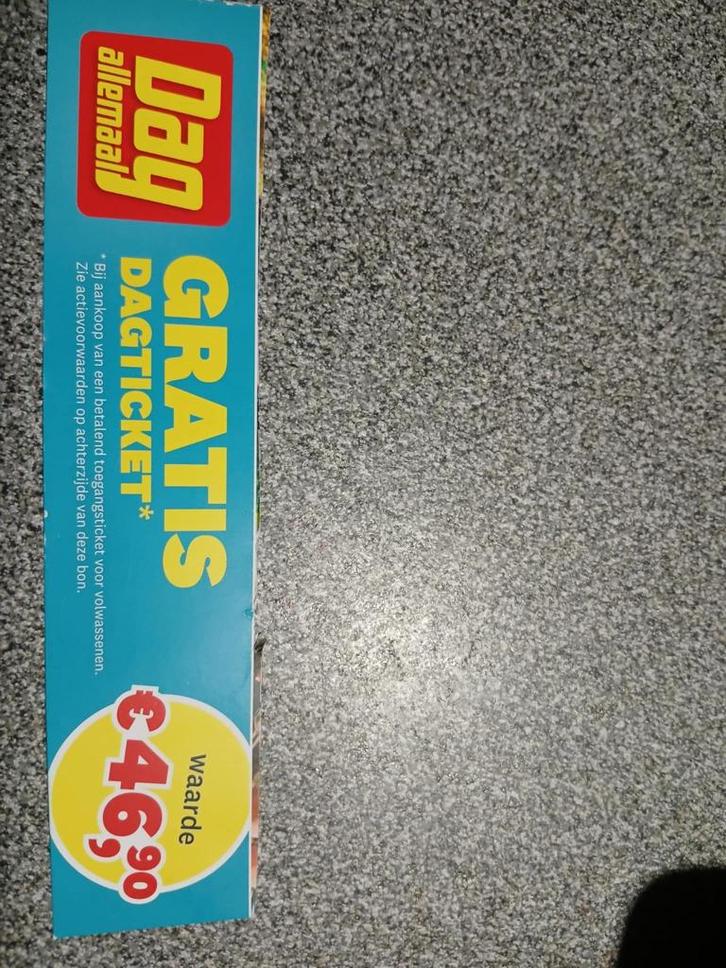 Dag
allemaal
GRATIS
DAGTICKET*
* Bij aankoop van een betalend toegangsticket voor volwassenen.
Zie actievoorwaarden op achterzijde van deze bon.
waarde
€46,90